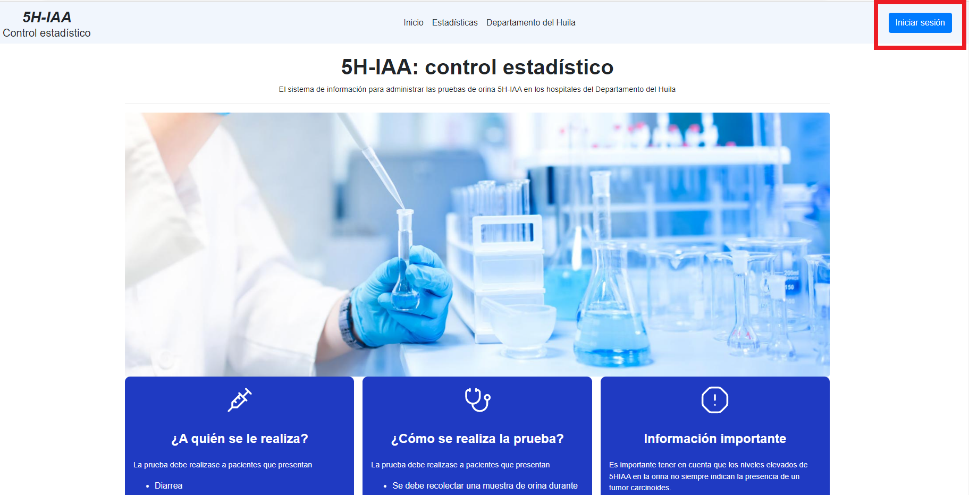 5H-IAA
Control estadístico
Inicio Estadísticas Departamento del Huila
Iniciar sesión
5H-IAA: control estadístico
El sistema de información para administrar las pruebas de orina 5H-IAA en los hospitales del Departamento del Huila
150
¿A quién se le realiza?
La prueba debe realizase a pacientes que presentan
• Diarrea
¿Cómo se realiza la prueba?
La prueba debe realizase a pacientes que presentan
• Se debe recolectar una muestra de orina durante
Información importante
Es importante tener en cuenta que los niveles elevados de
5HIAA en la orina no siempre indican la presencia de un
tumor carcinoides.